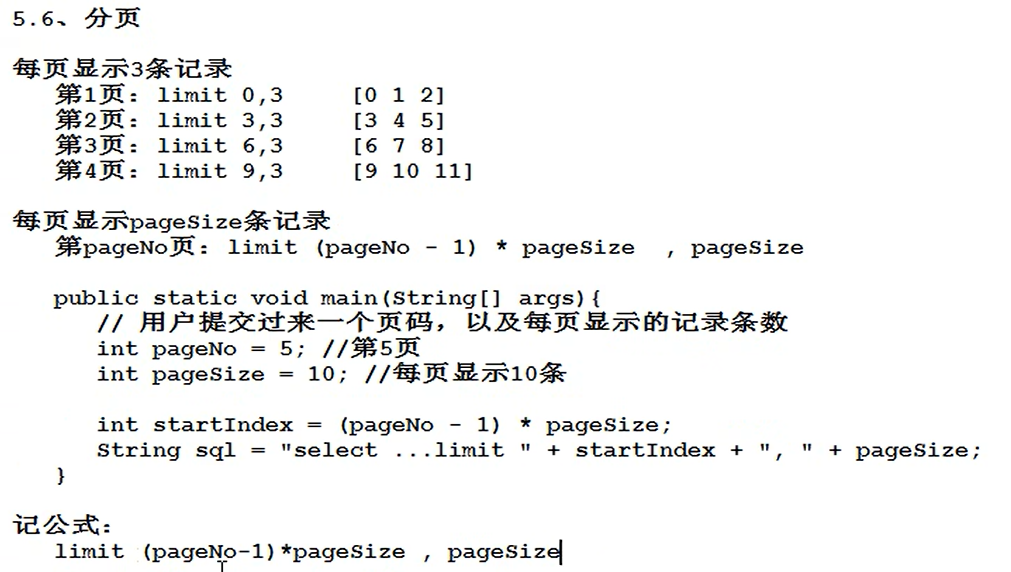 5.6、分页
每页显示3条记录
第1页：limit 0,3 [0 1 2]
第2页：limit 3,3 [3 4 5]
第3页：limit 6,3 [6 7 8]
第4页：limit 9,3 [9 10 11]
每页显示pageSize条记录
第pageNo页：limit (pageNo - 1) * pageSize , pageSize
public static void main(String[] args){
// 用户提交过来一个页码，以及每页显示的记录条数
int pageNo = 5; //第5页
int pageSize = 10; //每页显示10条
int startIndex = (pageNo - 1) * pageSize;
String sql = "select ...limit " + startIndex + ", " + pageSize;
}
记公式：
limit (pageNo-1)*pageSize , pageSize